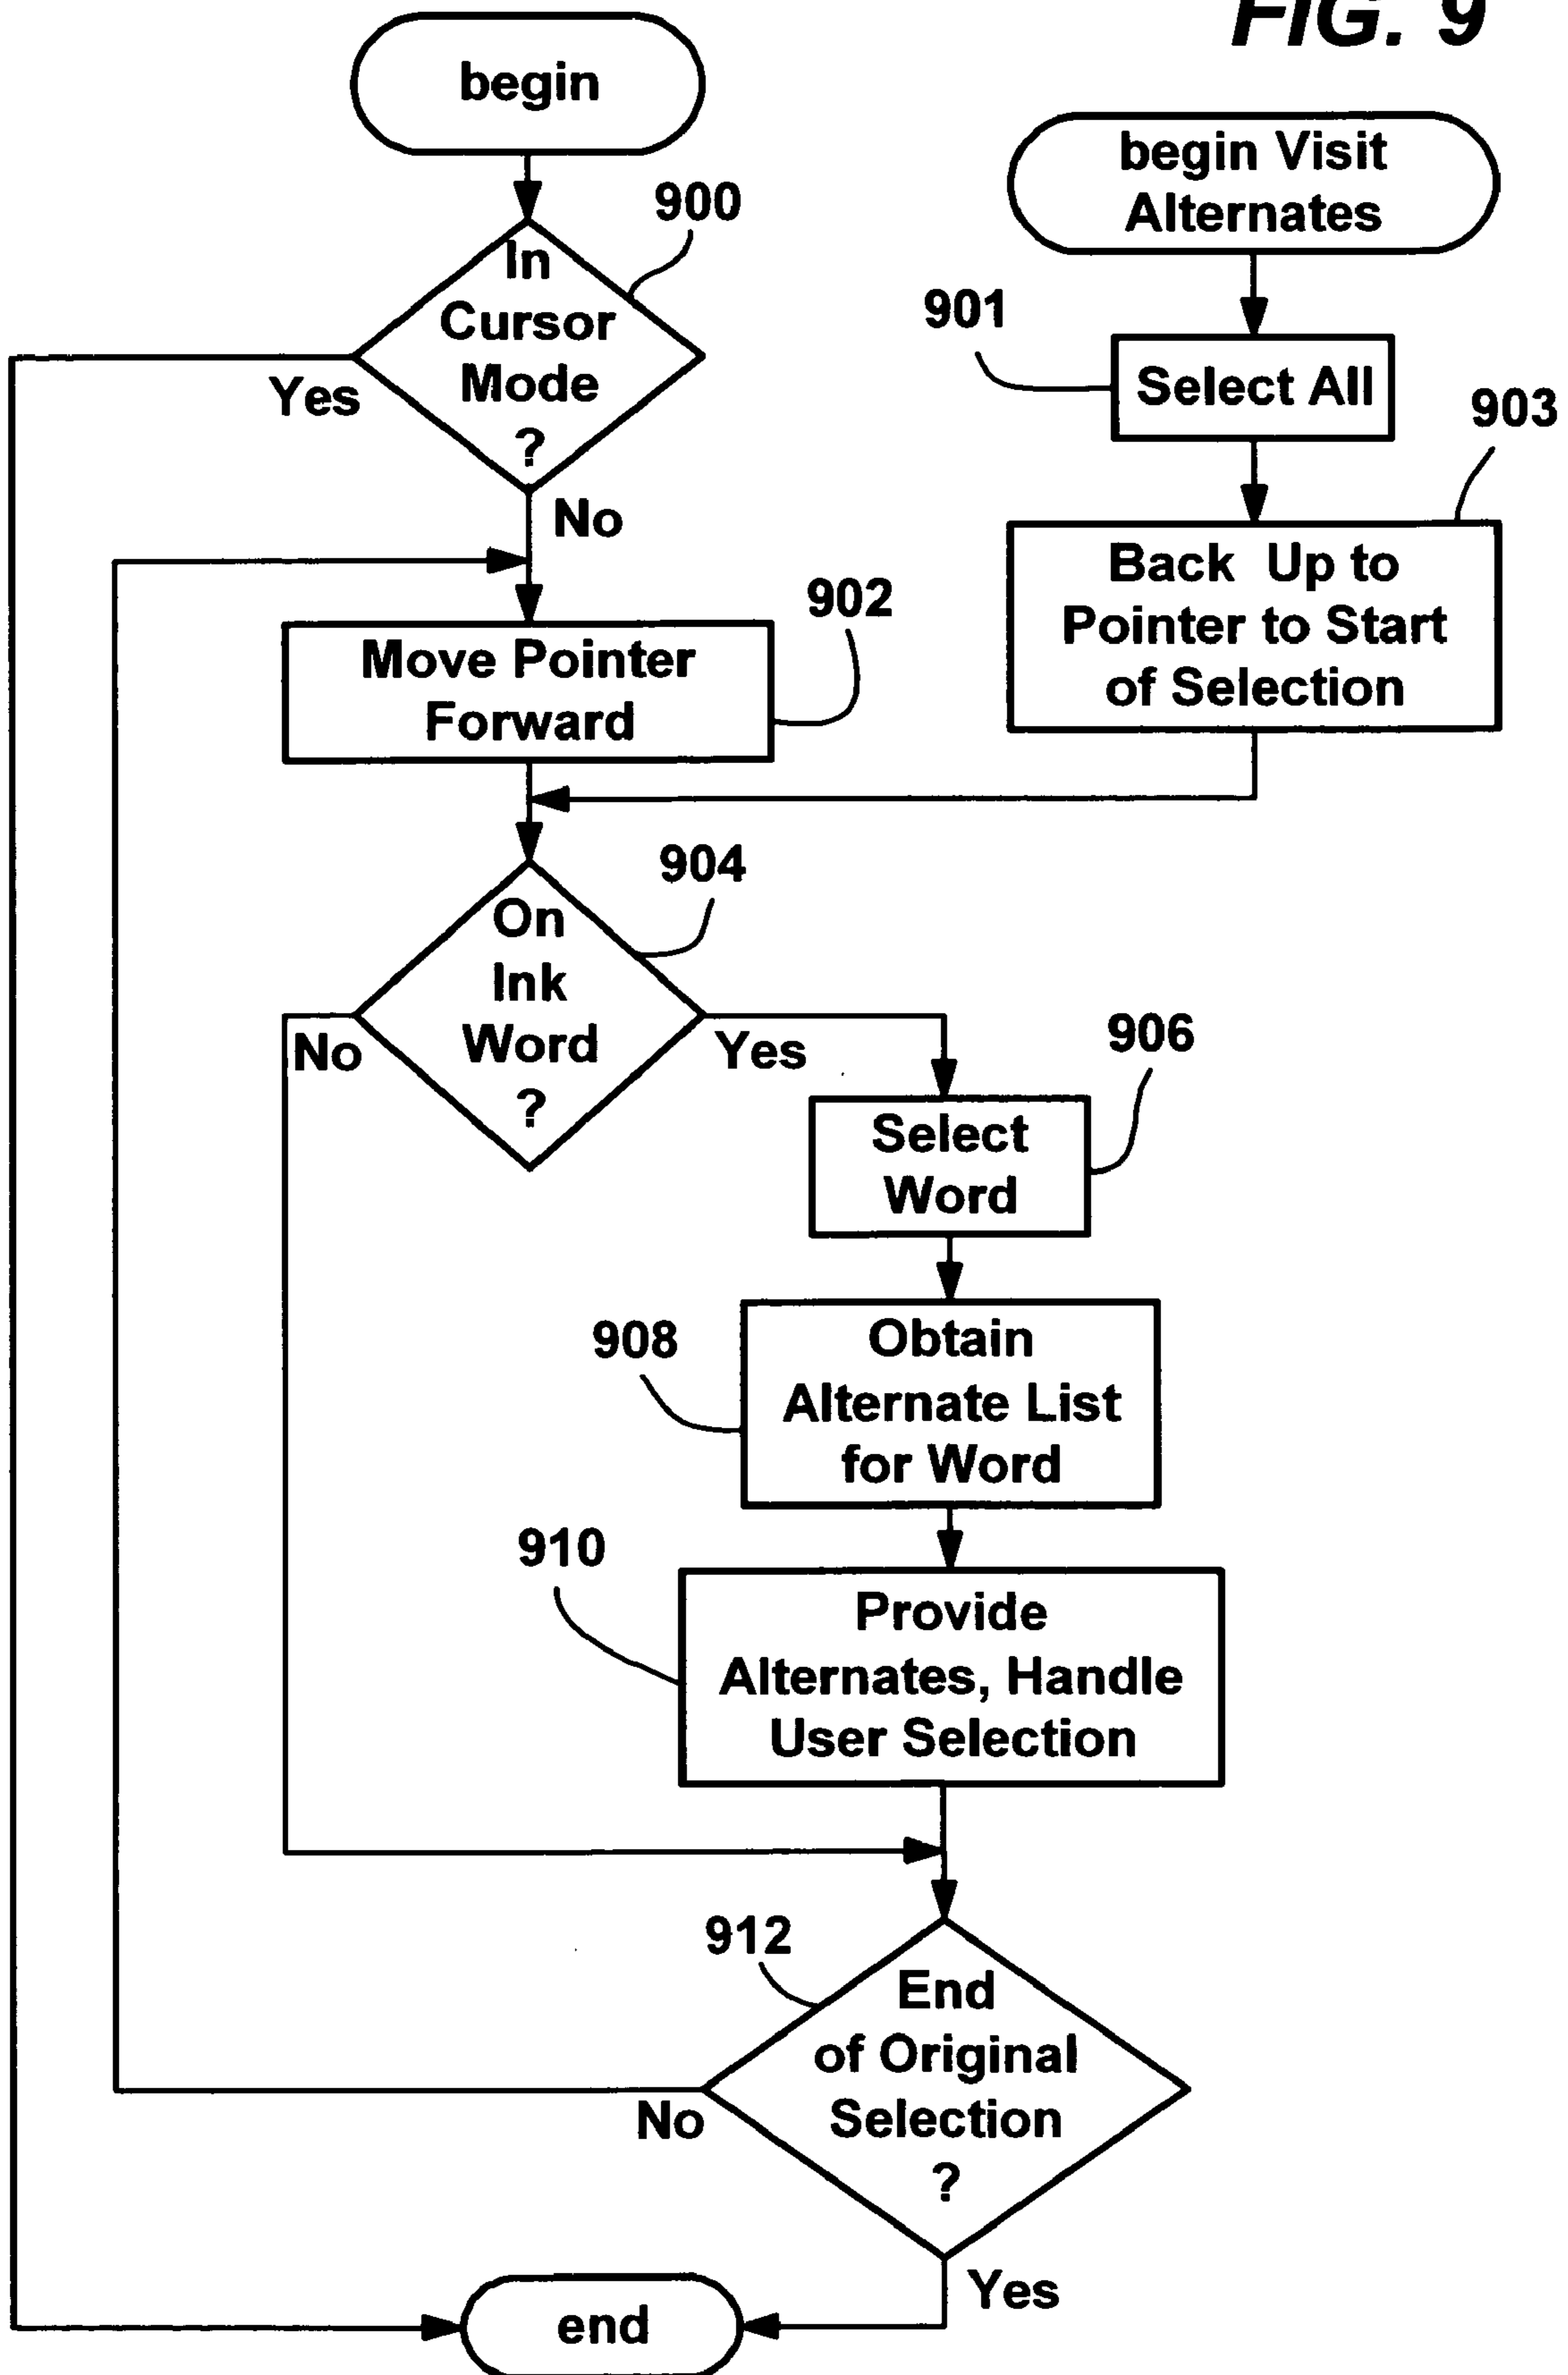 FIG. 9
begin
900
In
Cursor
Mode
?
Yes
No
begin Visit
Alternates
901
Select All
903
Back Up to
Pointer to Start
of Selection
902
Move Pointer
Forward
904
On
Ink
Word
?
No
Yes
906
Select
Word
908
Obtain
Alternate List
for Word
910
Provide
Alternates, Handle
User Selection
912
End
of Original
Selection
?
No
Yes
end